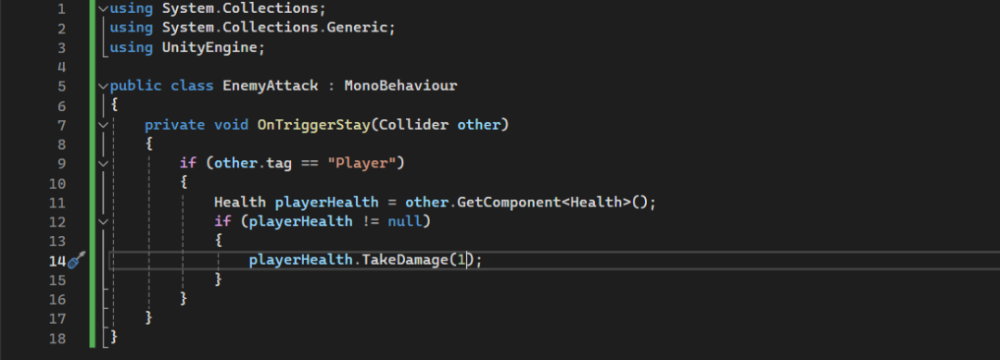 1 using System.Collections;
2 using System.Collections.Generic;
3 using UnityEngine;
4
5 public class EnemyAttack : MonoBehaviour
6 {
7 private void OnTriggerStay(Collider other)
8 {
9 if (other.tag == "Player")
10 {
11 Health playerHealth = other.GetComponent<Health>();
12 if (playerHealth != null)
13 {
14 playerHealth.TakeDamage(1);
15 }
16 }
17 }
18 }